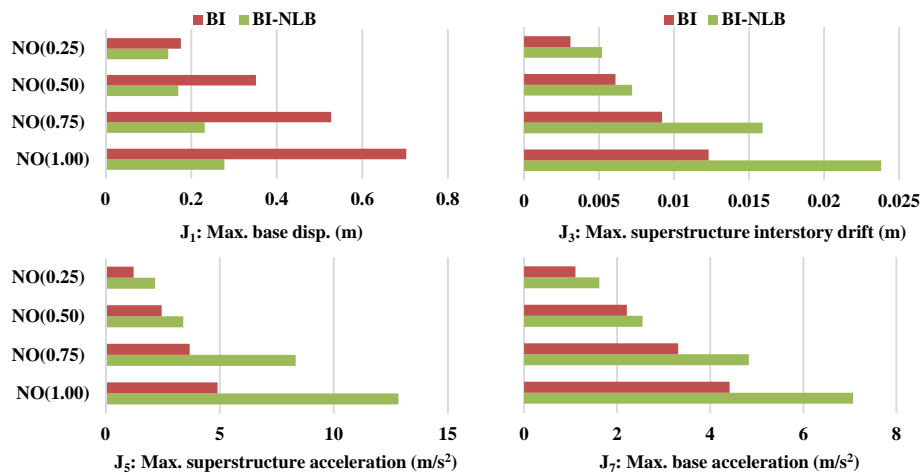 BI BI-NLB
NO(0.25)
NO(0.50)
NO(0.75)
NO(1.00)
0 0.2 0.4 0.6 0.8
J₁: Max. base disp. (m)
BI BI-NLB
0 0.005 0.01 0.015 0.02 0.025
J₃: Max. superstructure interstory drift (m)
NO(0.25)
NO(0.50)
NO(0.75)
NO(1.00)
0 5 10 15
J₅: Max. superstructure acceleration (m/s²)
0 2 4 6 8
J₇: Max. base acceleration (m/s²)